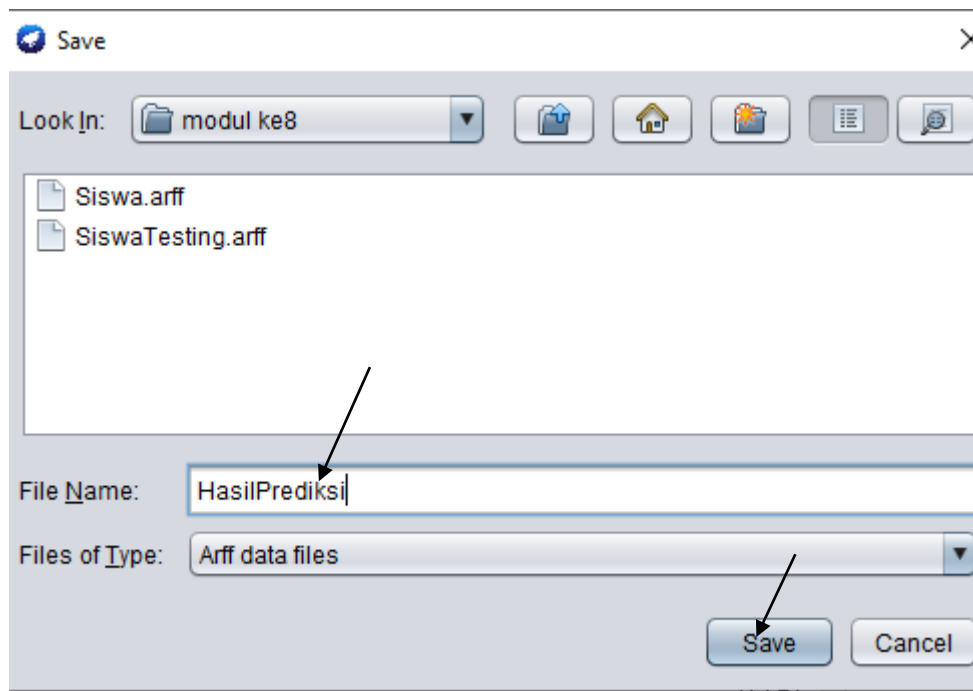 Save
Look In: modul ke8
Siswa.arff
SiswaTesting.arff
File Name: HasilPrediksi
Files of Type: Arff data files
Save Cancel